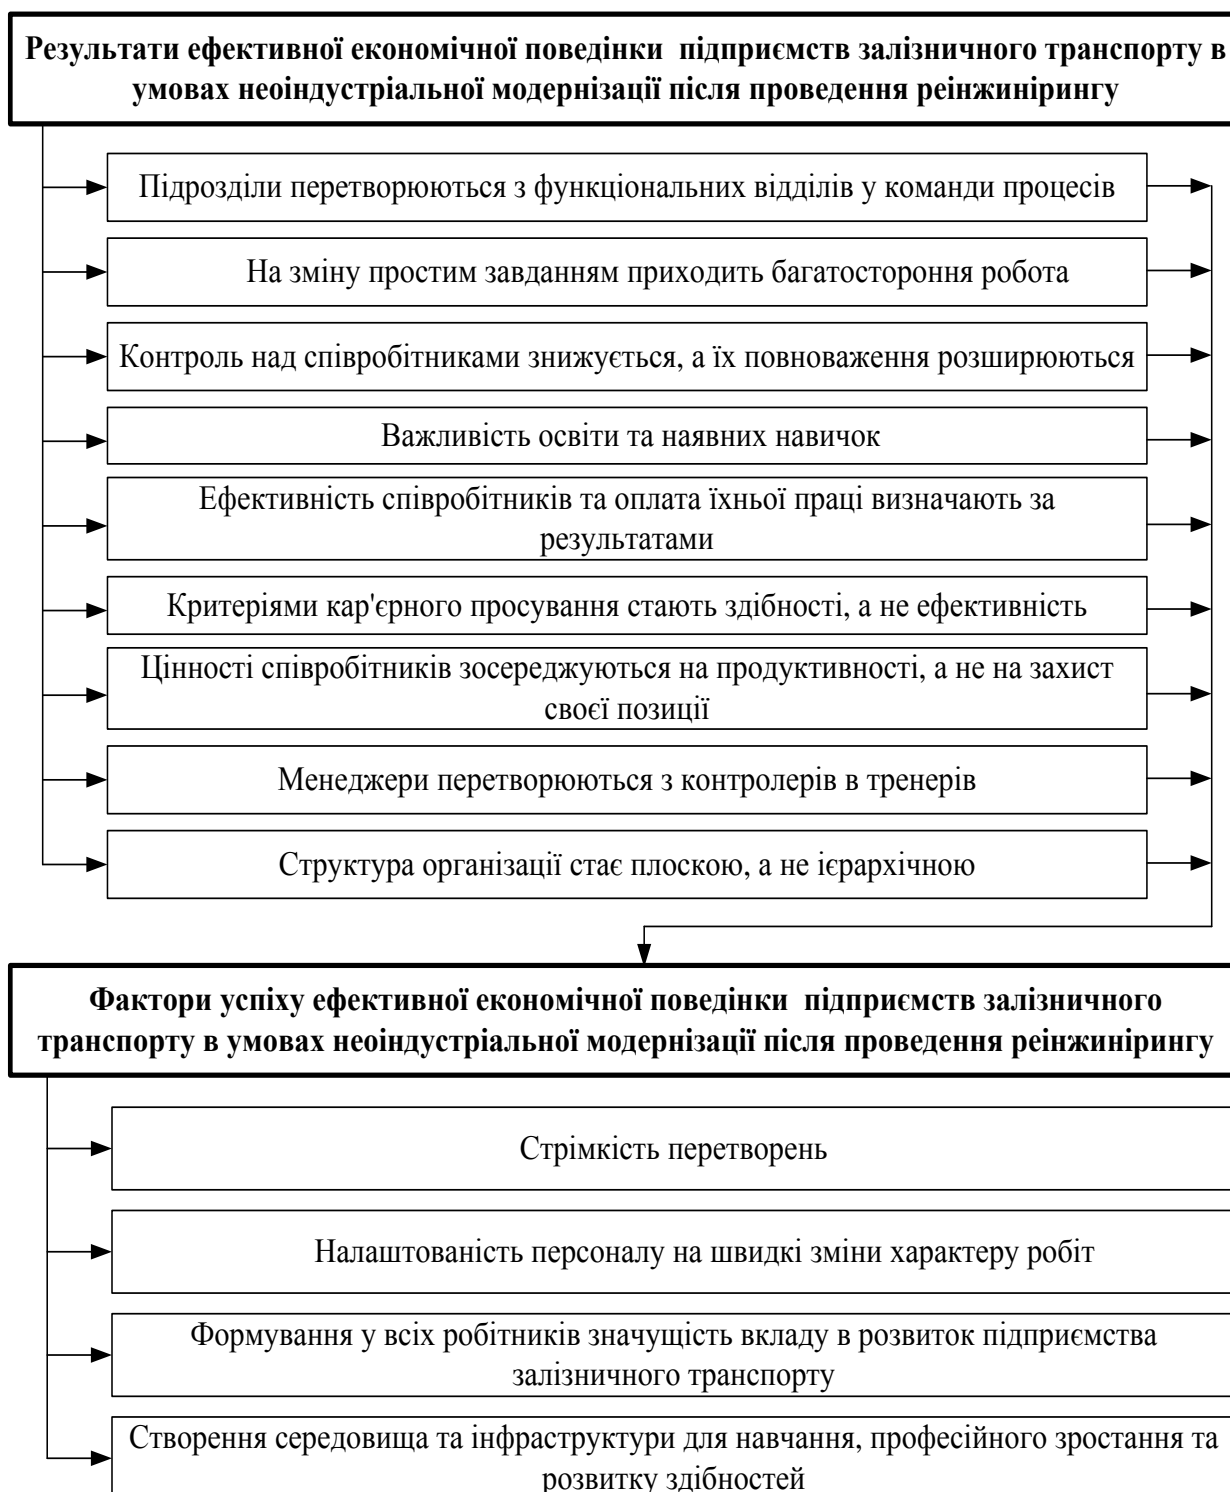 Результати ефективної економічної поведінки підприємств залізничного транспорту в
умовах неоіндустріальної модернізації після проведення реінжинірингу
Підрозділи перетворюються з функціональних відділів у команди процесів
На зміну простим завданням приходить багатостороння робота
Контроль над співробітниками знижується, а їх повноваження розширюються
Важливість освіти та наявних навичок
Ефективність співробітників та оплата їхньої праці визначають за
результатами
Критеріями кар'єрного просування стають здібності, а не ефективність
Цінності співробітників зосереджуються на продуктивності, а не на захист
своєї позиції
Менеджери перетворюються з контролерів в тренерів
Структура організації стає плоскою, а не ієрархічною
Фактори успіху ефективної економічної поведінки підприємств залізничного
транспорту в умовах неоіндустріальної модернізації після проведення реінжинірингу
Стрімкість перетворень
Налаштованість персоналу на швидкі зміни характеру робіт
Формування у всіх робітників значущість вкладу в розвиток підприємства
залізничного транспорту
Створення середовища та інфраструктури для навчання, професійного зростання та
розвитку здібностей